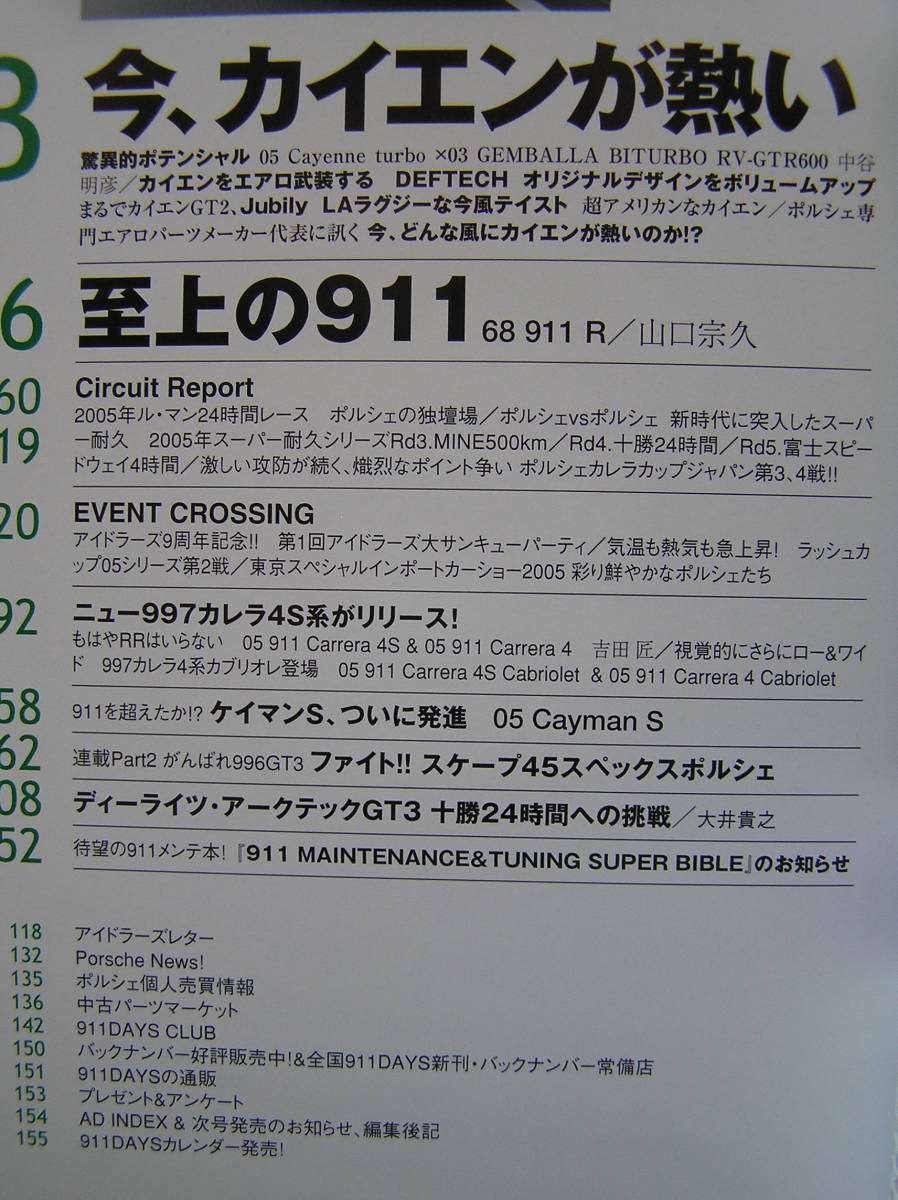 3 今、カイエンが熱い
驚異的ポテンシャル 05 Cayenne turbo ×03 GEMBALLA BITURBO RV-GTR600 中谷
明彦／カイエンをエアロ武装する DEFTECH オリジナルデザインをボリュームアップ
まるでカイエンGT2、Jubily LAラグジーな今風テイスト 超アメリカンなカイエン／ポルシェ専
門エアロパーツメーカー代表に訊く 今、どんな風にカイエンが熱いのか!?
6 至上の911 68 911 R／山口宗久
60 Circuit Report
19 2005年ル・マン24時間レース ポルシェの独壇場／ポルシェvsポルシェ 新時代に突入したスーパ
ー耐久 2005年スーパー耐久シリーズRd3.MINE500km／Rd4.十勝24時間／Rd5.富士スピー
ドウェイ4時間／激しい攻防が続く、熾烈なポイント争い ポルシェカレラカップジャパン第3、4戦!!
20 EVENT CROSSING
アイドラーズ9周年記念!! 第1回アイドラーズ大サンキューパーティ／気温も熱気も急上昇! ラッシュカ
ップ05シリーズ第2戦／東京スペシャルインポートカーショー2005 彩り鮮やかなポルシェたち
92 ニュー997カレラ4S系がリリース!
もはやRRはいらない 05 911 Carrera 4S & 05 911 Carrera 4 吉田 匠／視覚的にさらにロー&ワイ
ド 997カレラ4系カブリオレ登場 05 911 Carrera 4S Cabriolet & 05 911 Carrera 4 Cabriolet
58 911を超えたか!? ケイマンS、ついに発進 05 Cayman S
62 連載Part2 がんばれ996GT3 ファイト!! スケープ45スペックスポルシェ
08 ディーライツ・アークテックGT3 十勝24時間への挑戦／大井貴之
52 待望の911メンテ本! 『911 MAINTENANCE&TUNING SUPER BIBLE』のお知らせ
118 アイドラーズレター
132 Porsche News!
135 ポルシェ個人売買情報
136 中古パーツマーケット
142 911DAYS CLUB
150 バックナンバー好評販売中!&全国911DAYS新刊・バックナンバー常備店
151 911DAYSの通販
153 プレゼント&アンケート
154 AD INDEX & 次号発売のお知らせ、編集後記
155 911DAYSカレンダー発売!